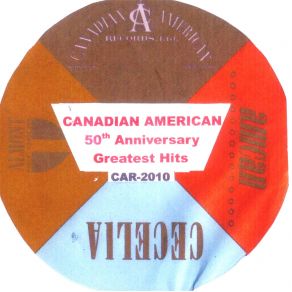 CANADIAN AMERICAN
RECORDS, LTD.
CANADIAN AMERICAN
50th Anniversary
Greatest Hits
CAR-2010
CECELIA